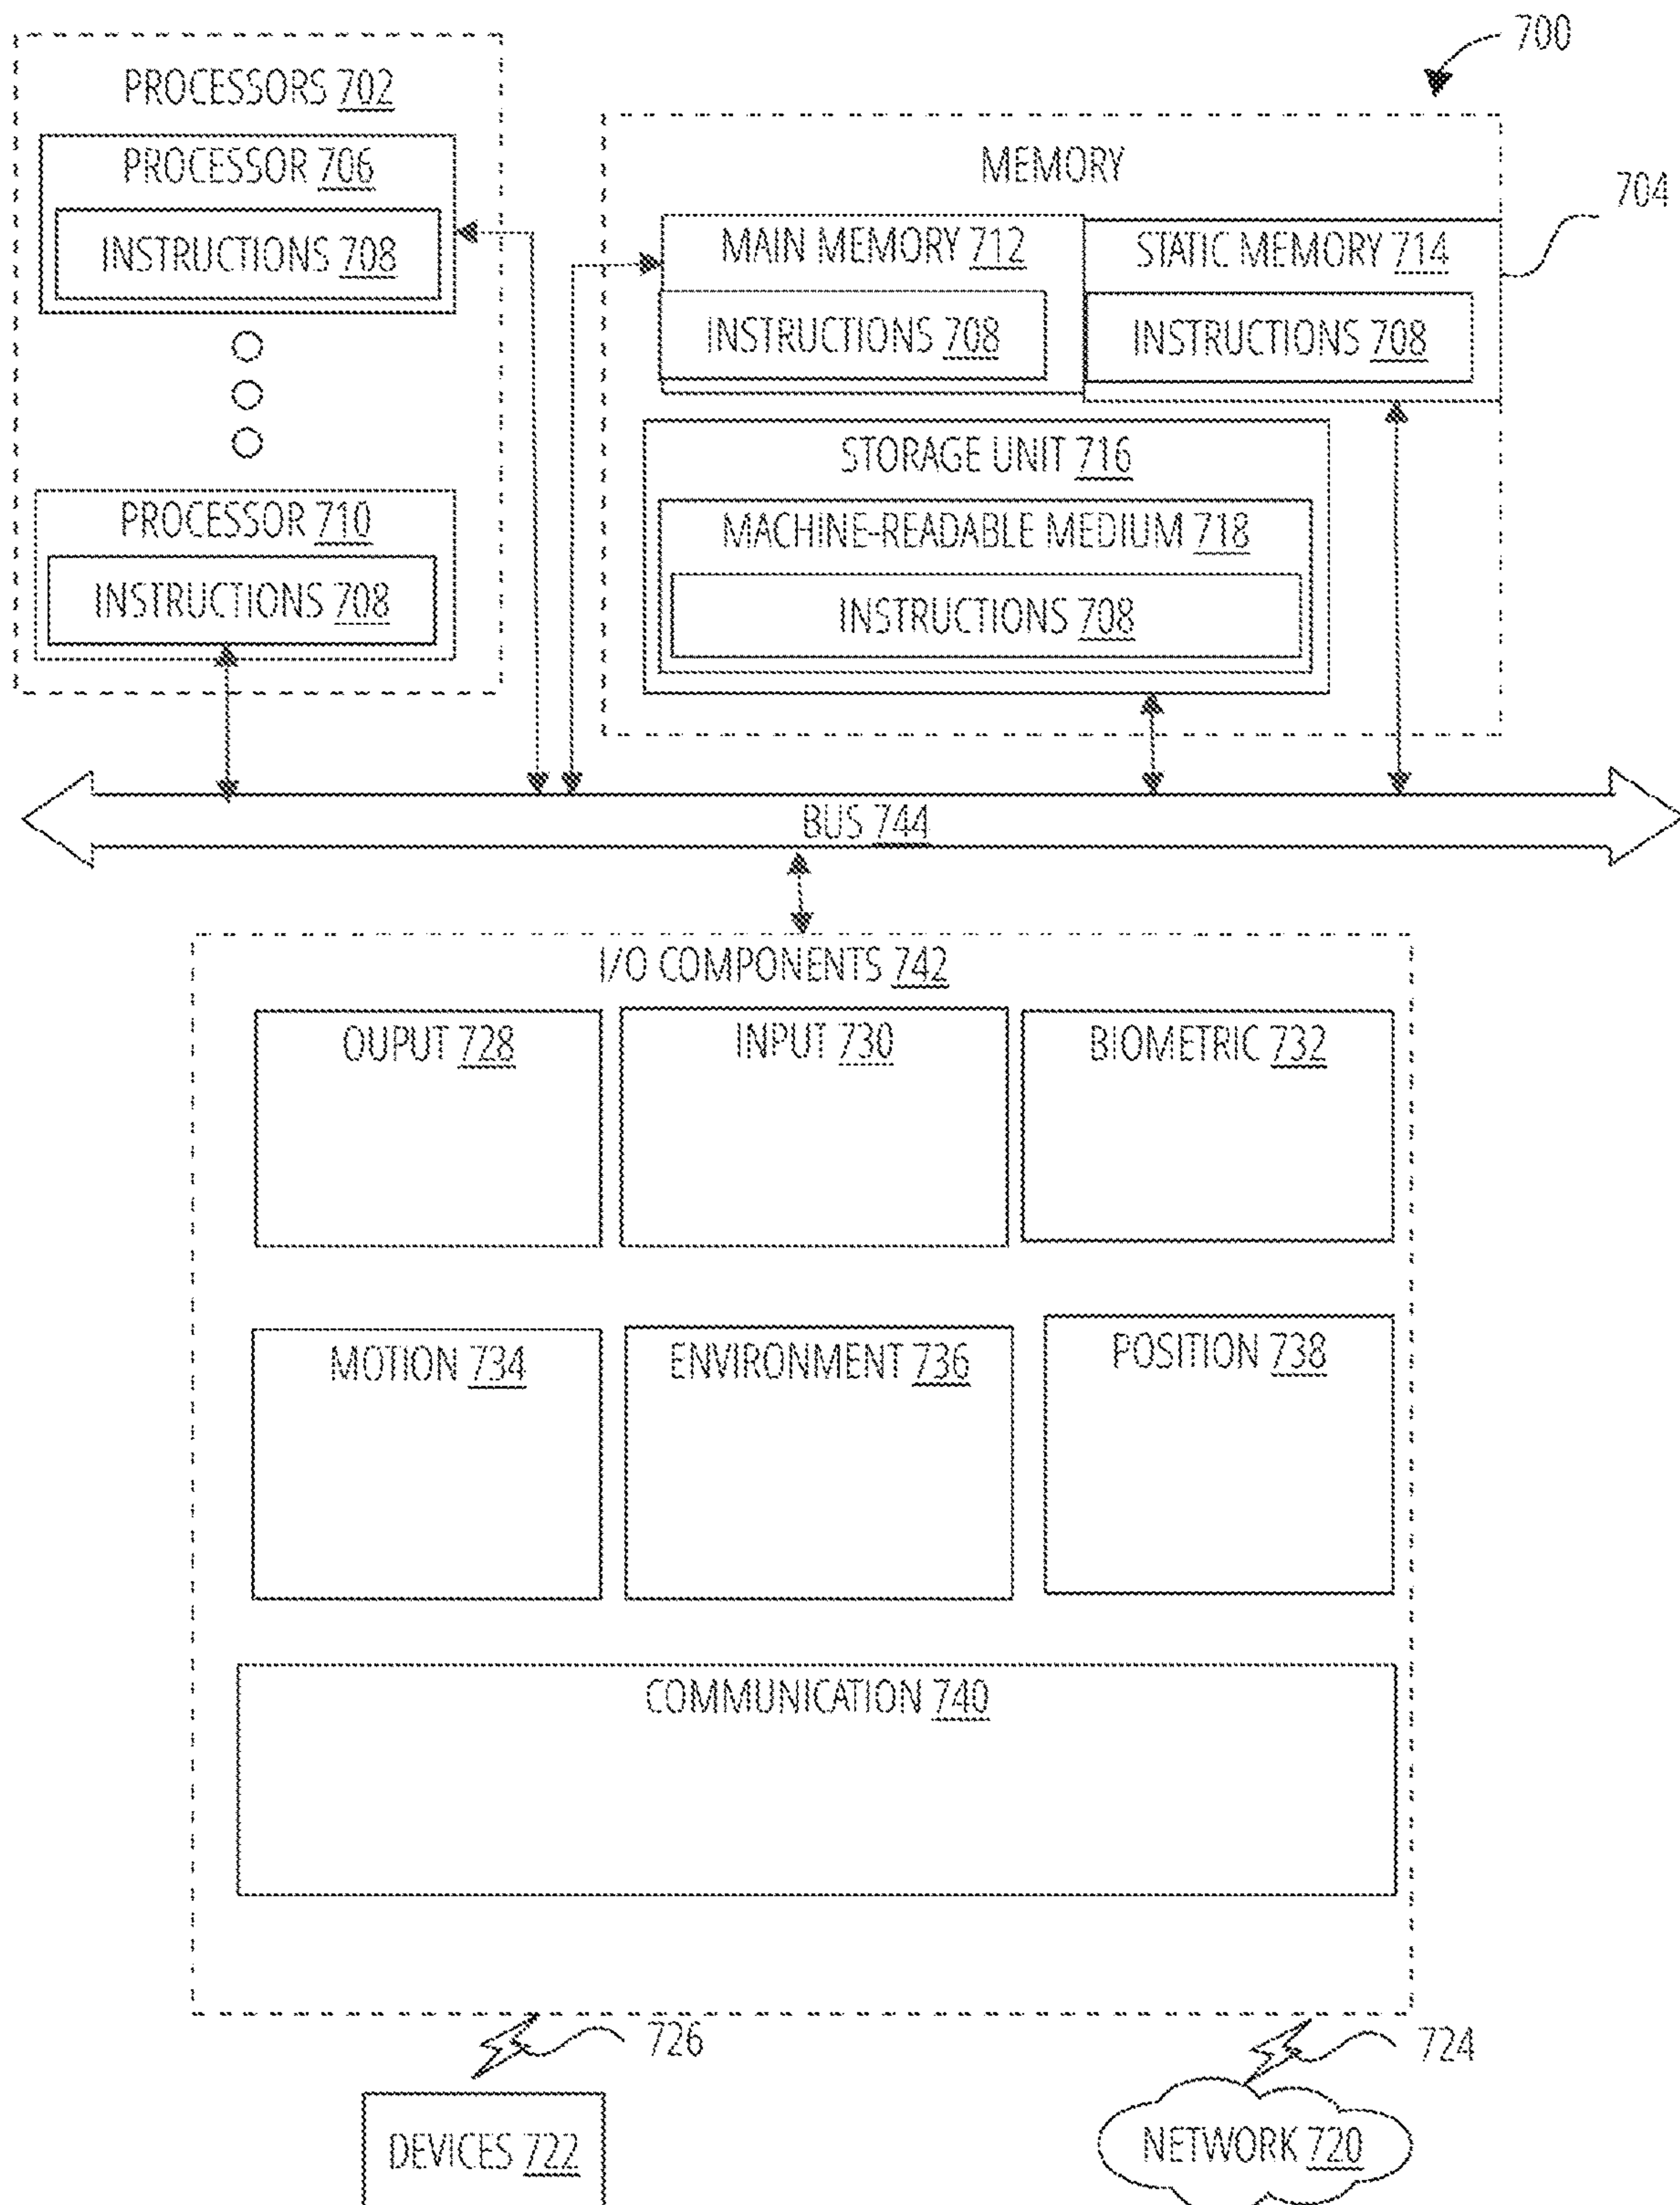 700
PROCESSORS 702
PROCESSOR 706
INSTRUCTIONS 708
PROCESSOR 710
INSTRUCTIONS 708
MEMORY
704
MAIN MEMORY 712
INSTRUCTIONS 708
STATIC MEMORY 714
INSTRUCTIONS 708
STORAGE UNIT 716
MACHINE-READABLE MEDIUM 718
INSTRUCTIONS 708
BUS 744
I/O COMPONENTS 742
OUPUT 728
INPUT 730
BIOMETRIC 732
MOTION 734
ENVIRONMENT 736
POSITION 738
COMMUNICATION 740
726
724
DEVICES 722
NETWORK 720